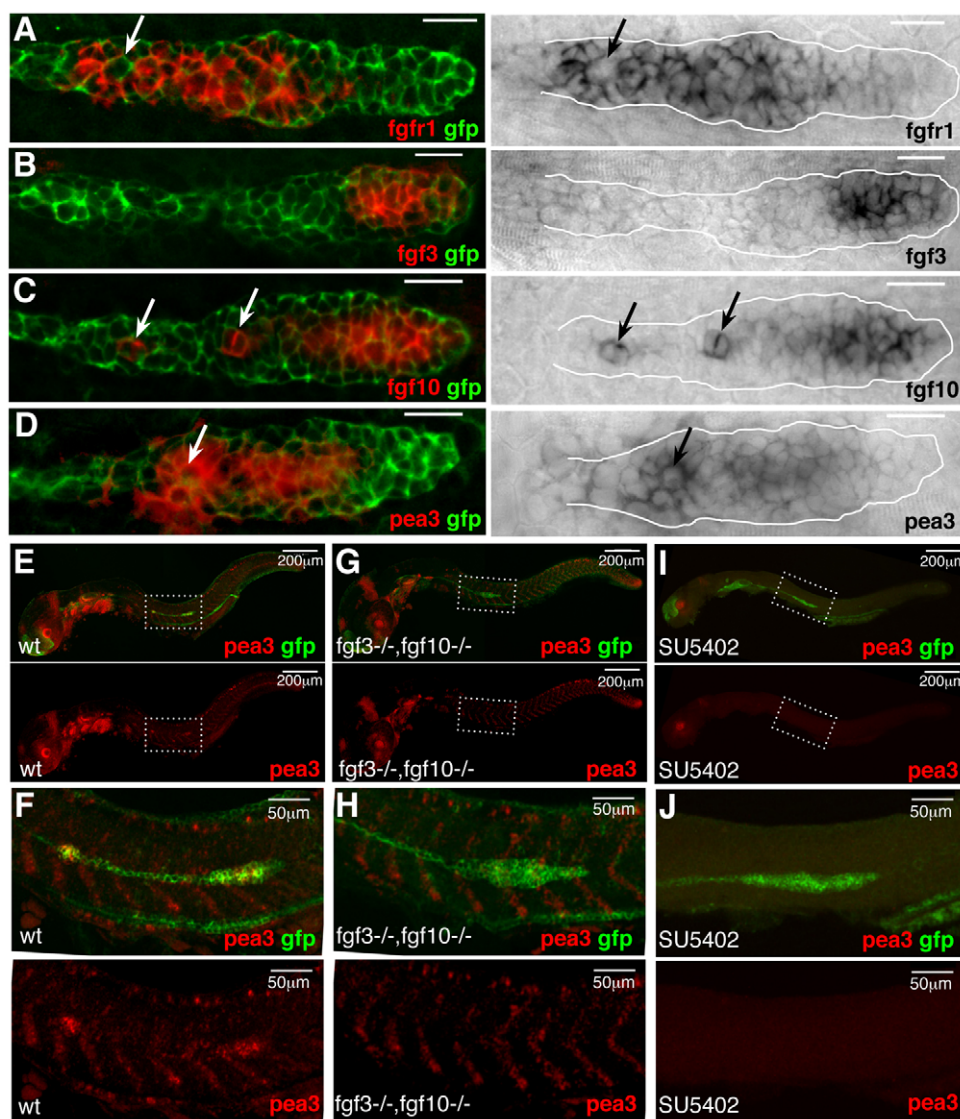 A
fgfr1 gfp
fgfr1
B
fgf3 gfp
fgf3
C
fgf10 gfp
fgf10
D
pea3 gfp
pea3
E
200μm
wt
pea3 gfp
200μm
wt
pea3
G
200μm
fgf3-/-,fgf10-/-
pea3 gfp
200μm
fgf3-/-,fgf10-/-
pea3
I
200μm
SU5402
pea3 gfp
200μm
SU5402
pea3
F
50μm
wt
pea3 gfp
50μm
wt
pea3
H
50μm
pea3 gfp
fgf3-/-,fgf10-/-
50μm
fgf3-/-,fgf10-/-
pea3
J
50μm
SU5402
pea3 gfp
50μm
SU5402
pea3